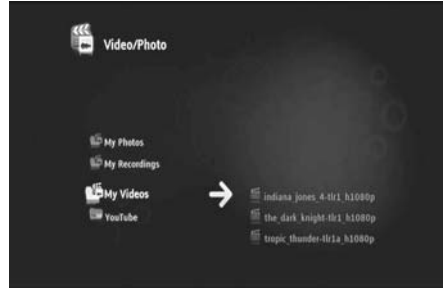 Video/Photo
My Photos
My Recordings
My Videos
YouTube
indiana jones_4-tlr1_h1080p
the_dark_knight-tlr1_h1080p
tropic_thunder-tlr1a_h1080p